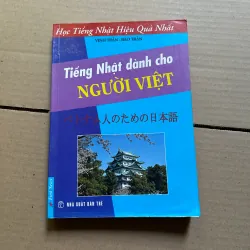 Học Tiếng Nhật Hiệu Quả Nhất
Tiếng Nhật dành cho
NGƯỜI VIỆT
人のための日本語
NHÀ XUẤT BẢN TRẺ